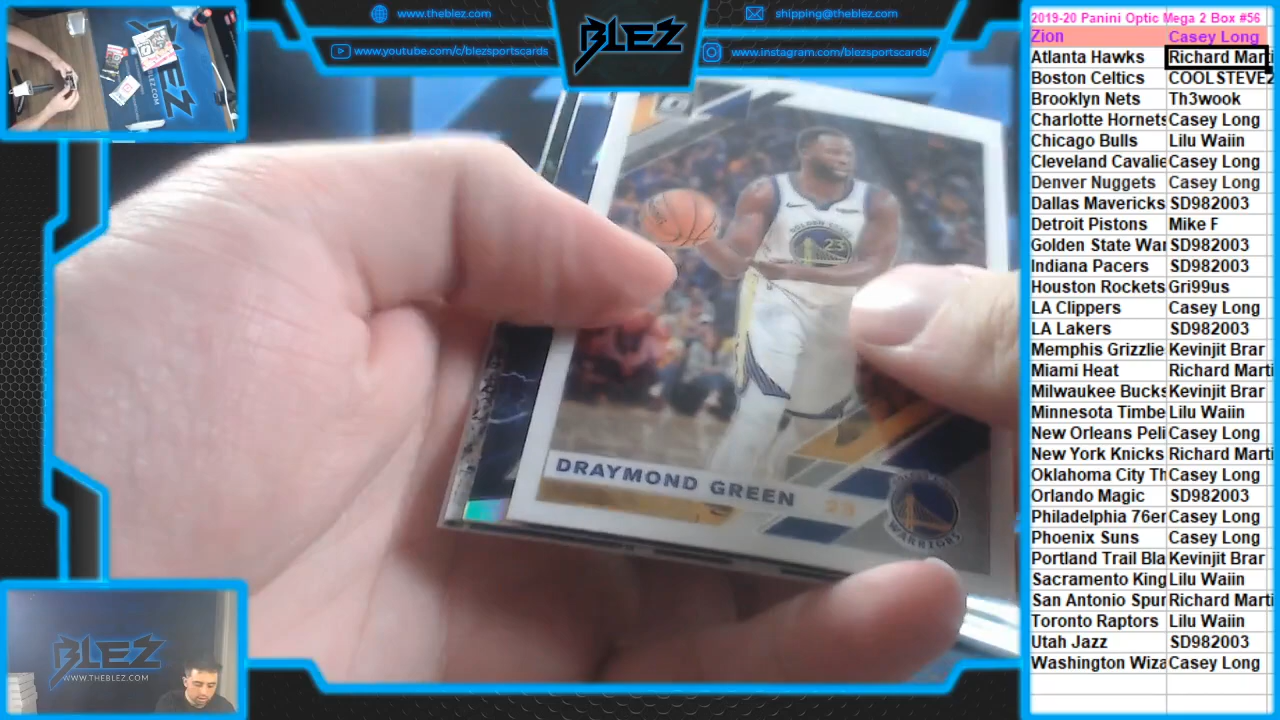 www.theblez.com
www.youtube.com/c/blezsportscards
BLEZ
shipping@theblez.com
www.instagram.com/blezsportscards/
23
DRAYMOND GREEN 23
WARRIORS
BLEZ
WWW.THEBLEZ.COM
2019-20 Panini Optic Mega 2 Box #56
Zion Casey Long
Atlanta Hawks Richard Marti
Boston Celtics COOLSTEVEZ
Brooklyn Nets Th3wook
Charlotte Hornets Casey Long
Chicago Bulls Lilu Waiin
Cleveland Cavalie Casey Long
Denver Nuggets Casey Long
Dallas Mavericks SD982003
Detroit Pistons Mike F
Golden State War SD982003
Indiana Pacers SD982003
Houston Rockets Gri99us
LA Clippers Casey Long
LA Lakers SD982003
Memphis Grizzlie Kevinjit Brar
Miami Heat Richard Marti
Milwaukee Bucks Kevinjit Brar
Minnesota Timbe Lilu Waiin
New Orleans Peli Casey Long
New York Knicks Richard Marti
Oklahoma City Th Casey Long
Orlando Magic SD982003
Philadelphia 76er Casey Long
Phoenix Suns Casey Long
Portland Trail Bla Kevinjit Brar
Sacramento King Lilu Waiin
San Antonio Spur Richard Marti
Toronto Raptors Lilu Waiin
Utah Jazz SD982003
Washington Wiza Casey Long